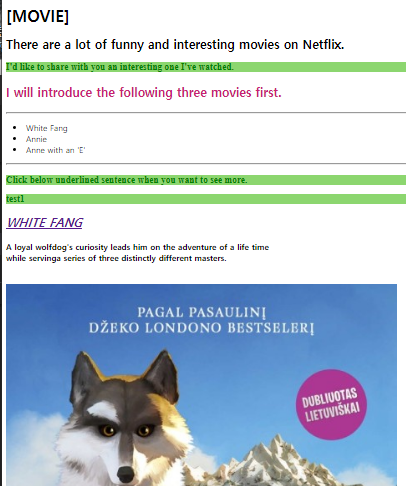 [MOVIE]
There are a lot of funny and interesting movies on Netflix.
I'd like to share with you an interesting one I've watched.
I will introduce the following three movies first.
White Fang
Annie
Anne with an 'E'
Click below underlined sentence when you want to see more.
test1
WHITE FANG
A loyal wolfdog's curiosity leads him on the adventure of a life time
while servinga series of three distinctly different masters.
PAGAL PASAULINĮ
DŽEKO LONDONO BESTSELERĮ
DUBLIUOTAS
LIETUVIŠKAI